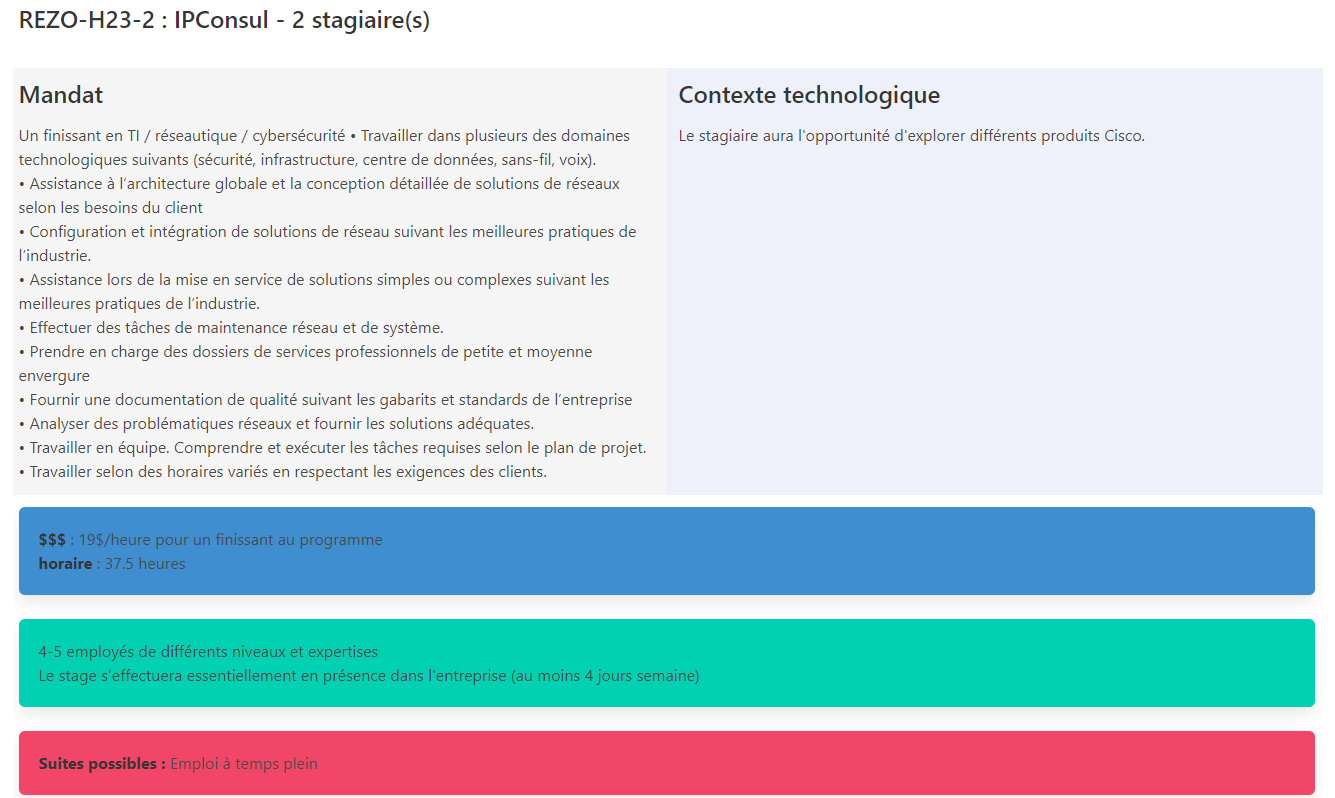 REZO-H23-2 : IPConsul - 2 stagiaire(s)
Mandat
Un finissant en TI / réseautique / cybersécurité • Travailler dans plusieurs des domaines
technologiques suivants (sécurité, infrastructure, centre de données, sans-fil, voix).
• Assistance à l’architecture globale et la conception détaillée de solutions de réseaux
selon les besoins du client
• Configuration et intégration de solutions de réseau suivant les meilleures pratiques de
l’industrie.
• Assistance lors de la mise en service de solutions simples ou complexes suivant les
meilleures pratiques de l’industrie.
• Effectuer des tâches de maintenance réseau et de système.
• Prendre en charge des dossiers de services professionnels de petite et moyenne
envergure
• Fournir une documentation de qualité suivant les gabarits et standards de l’entreprise
• Analyser des problématiques réseaux et fournir les solutions adéquates.
• Travailler en équipe. Comprendre et exécuter les tâches requises selon le plan de projet.
• Travailler selon des horaires variés en respectant les exigences des clients.
Contexte technologique
Le stagiaire aura l'opportunité d'explorer différents produits Cisco.
$$$ : 19$/heure pour un finissant au programme
horaire : 37.5 heures
4-5 employés de différents niveaux et expertises
Le stage s'effectuera essentiellement en présence dans l'entreprise (au moins 4 jours semaine)
Suites possibles : Emploi à temps plein